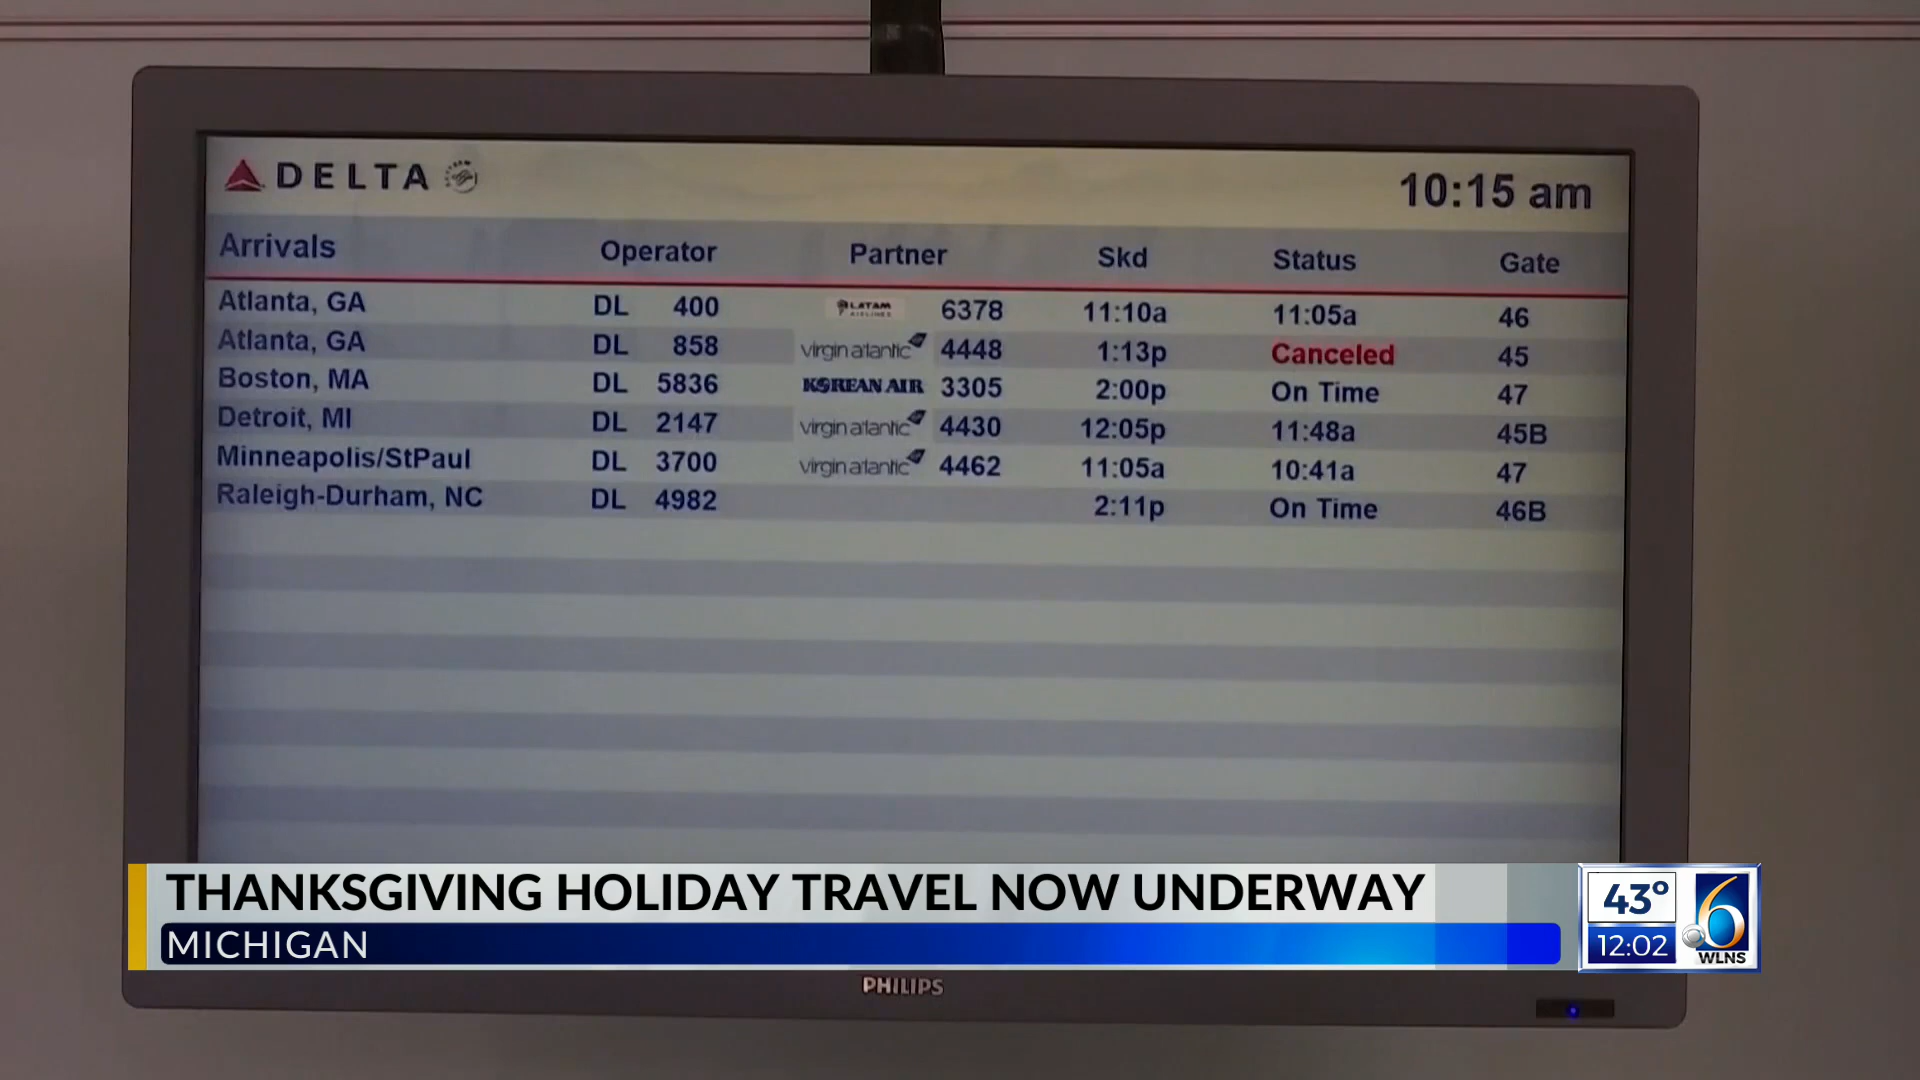 DELTA
10:15 am
Arrivals Operator Partner Skd Status Gate
Atlanta, GA DL 400 LATAM AIRLINES 6378 11:10a 11:05a 46
Atlanta, GA DL 858 virgin atlantic 4448 1:13p Canceled 45
Boston, MA DL 5836 KOREAN AIR 3305 2:00p On Time 47
Detroit, MI DL 2147 virgin atlantic 4430 12:05p 11:48a 45B
Minneapolis/StPaul DL 3700 virgin atlantic 4462 11:05a 10:41a 47
Raleigh-Durham, NC DL 4982 2:11p On Time 46B
THANKSGIVING HOLIDAY TRAVEL NOW UNDERWAY
MICHIGAN
43°
12:02
6
WLNS
PHILIPS